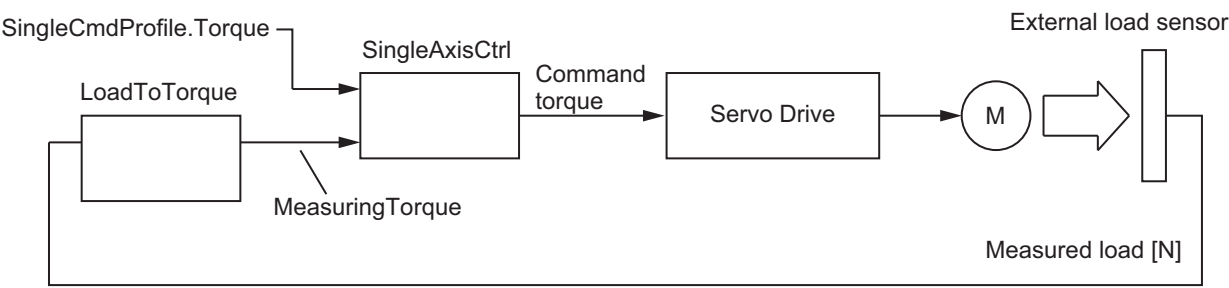 External load sensor
SingleCmdProfile.Torque
SingleAxisCtrl
Command
torque
LoadToTorque
Servo Drive
M
MeasuringTorque
Measured load [N]